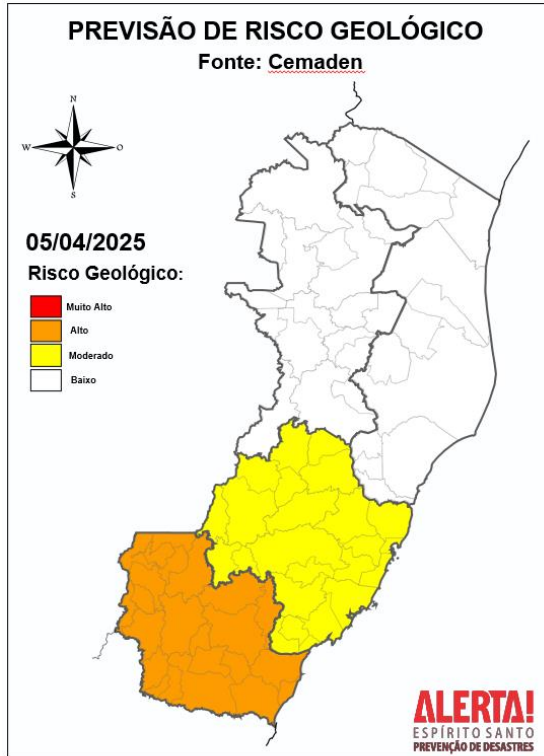 PREVISÃO DE RISCO GEOLÓGICO
Fonte: Cemaden
N
W
O
S
05/04/2025
Risco Geológico:
Muito Alto
Alto
Moderado
Baixo
ALERTA!
ESPÍRITO SANTO
PREVENÇÃO DE DESASTRES